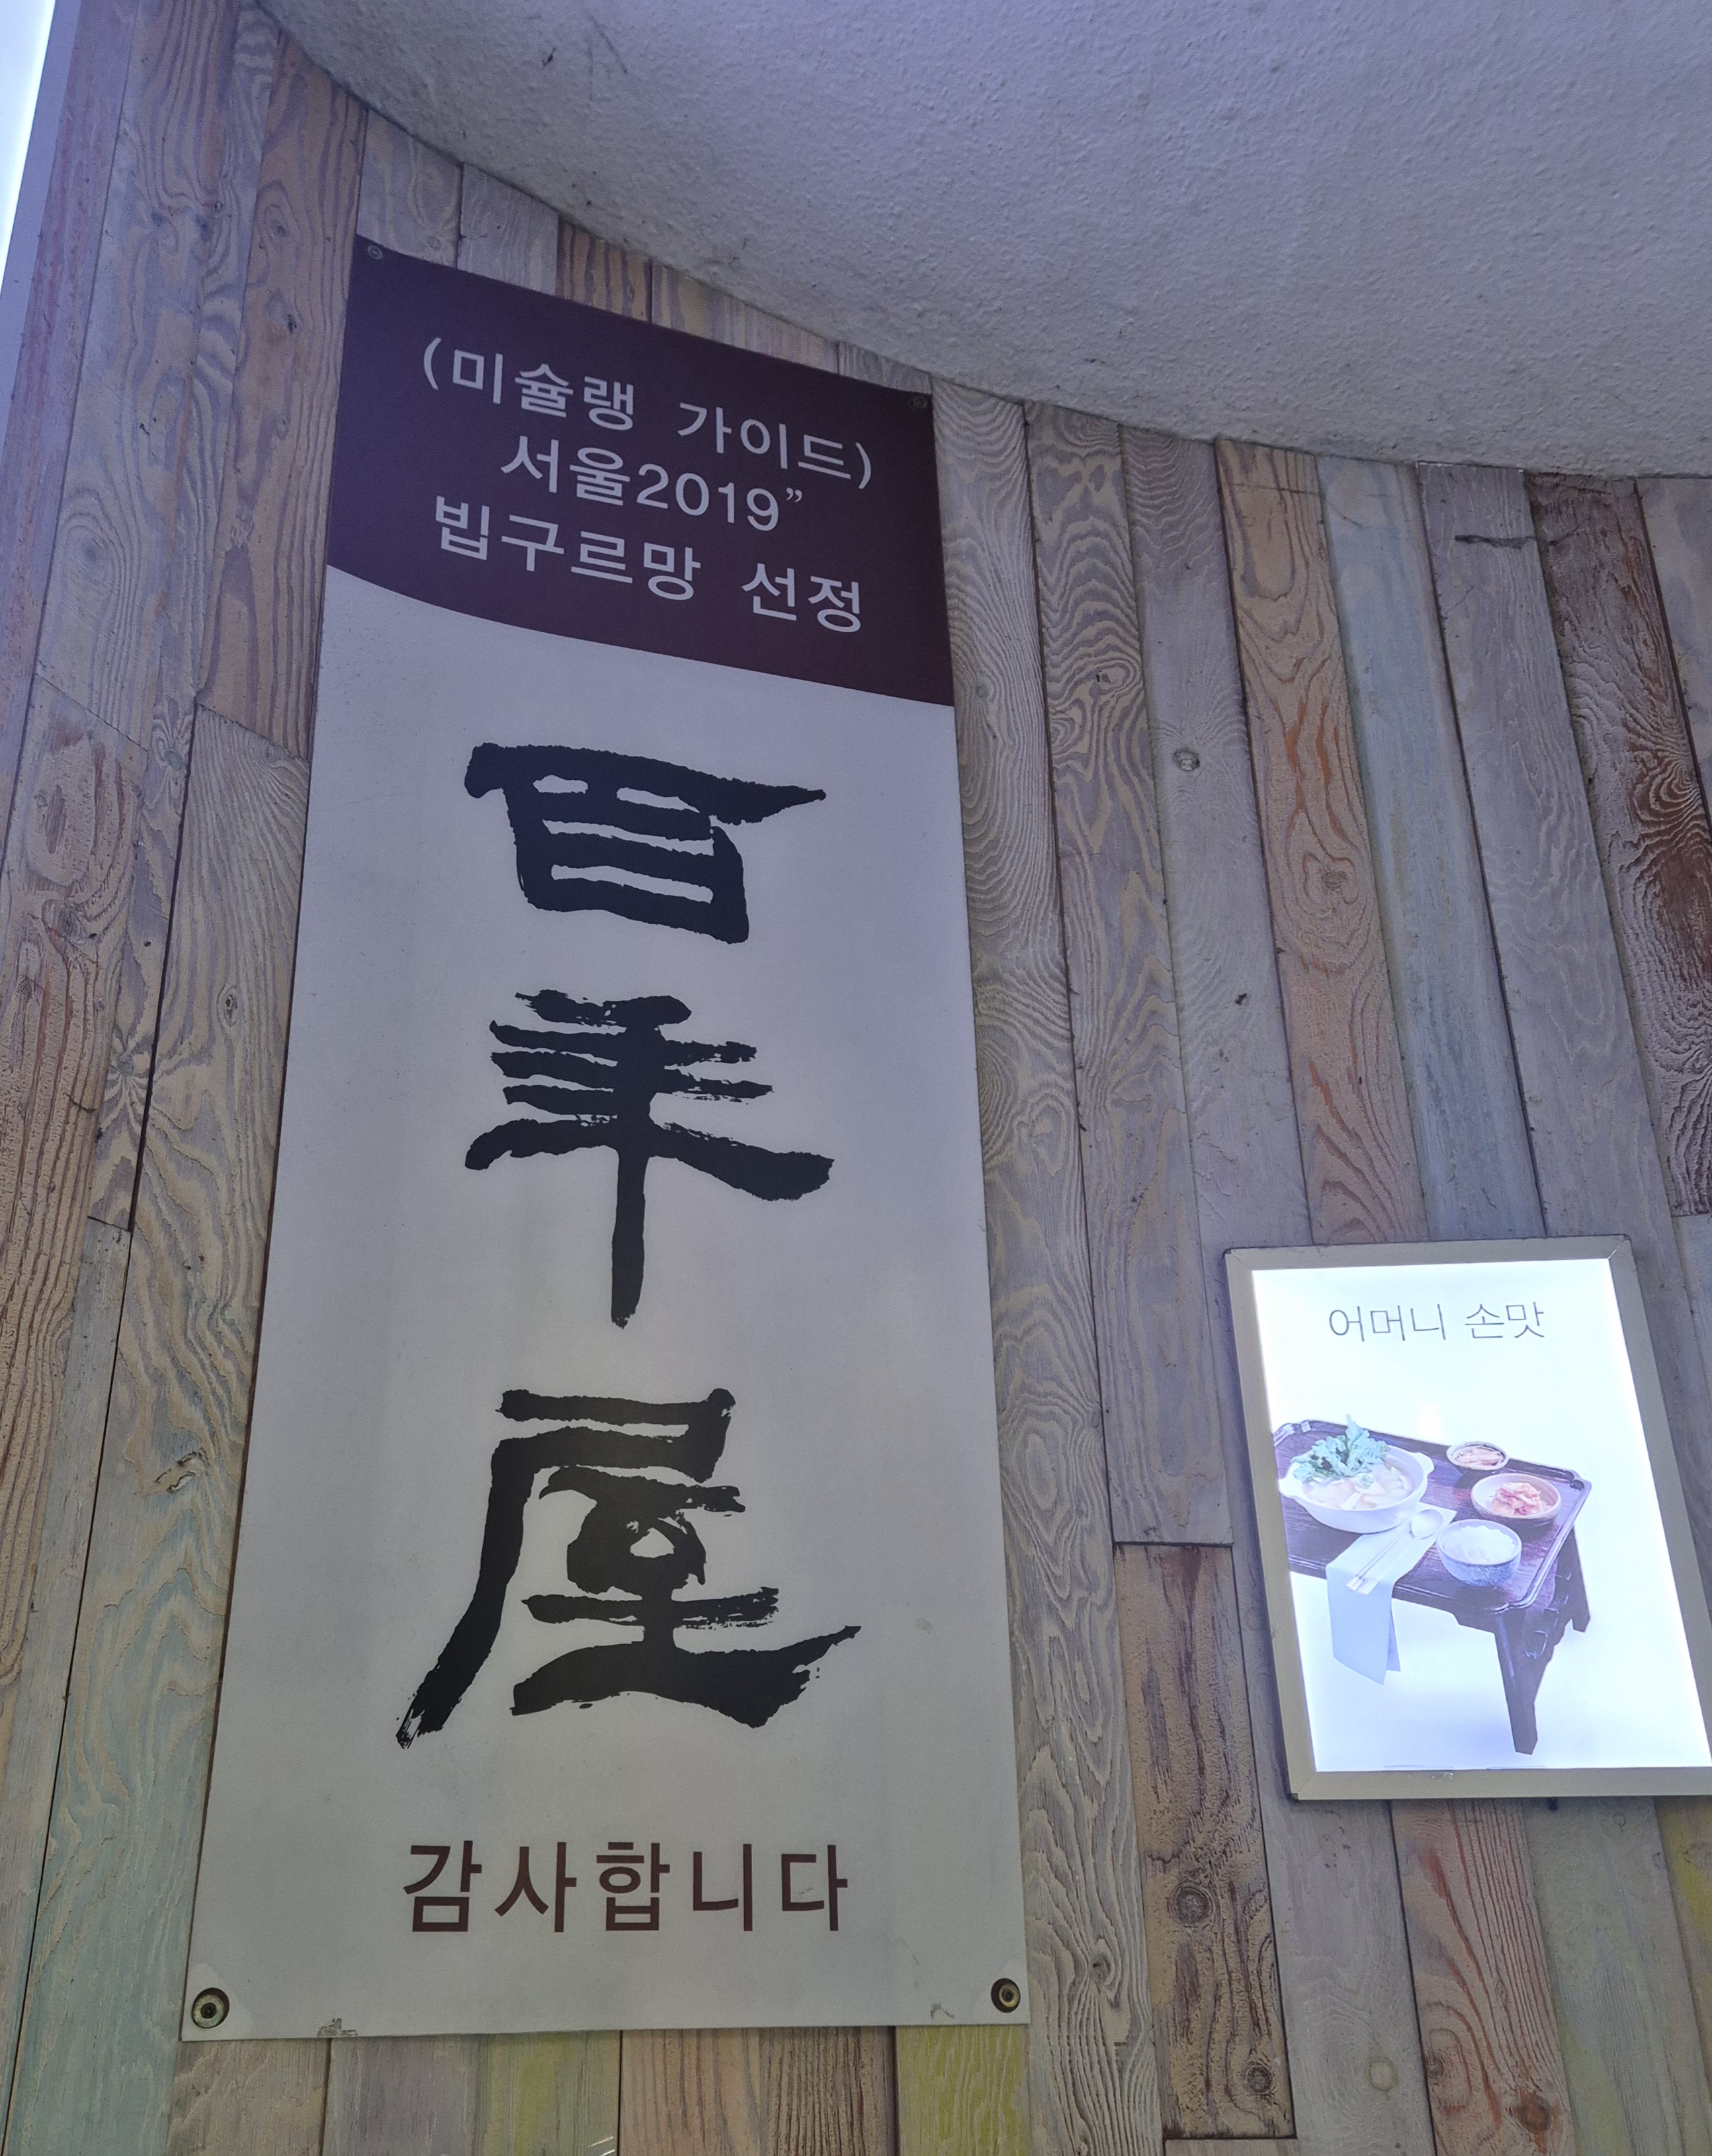 (미슐랭 가이드)
서울2019”
빕구르망 선정
百
年
屋
감사합니다
어머니 손맛